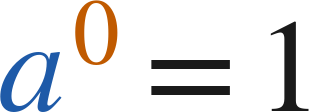 a⁰ = 1